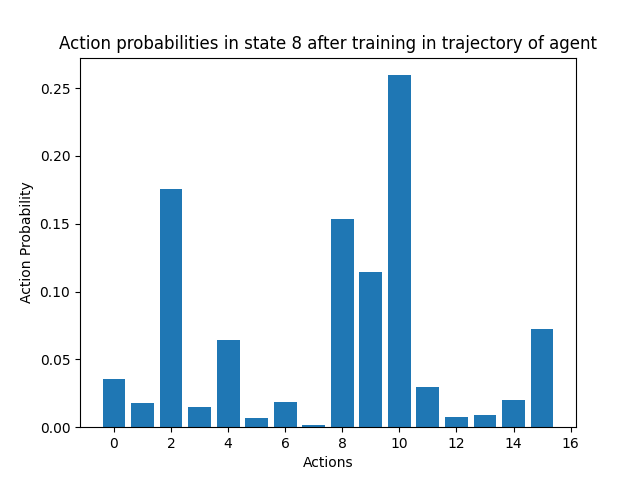 Action probabilities in state 8 after training in trajectory of agent
0.25
0.20
0.15
0.10
0.05
0.00
Action Probability
0 2 4 6 8 10 12 14 16
Actions